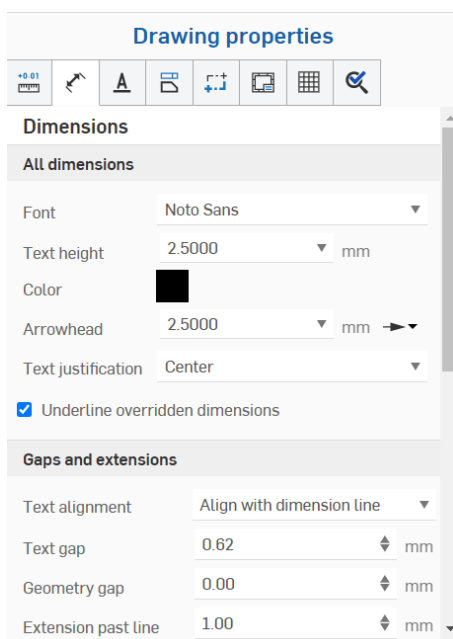 Drawing properties
+0.01
A
Dimensions
All dimensions
Font Noto Sans
Text height 2.5000 mm
Color
Arrowhead 2.5000 mm
Text justification Center
Underline overridden dimensions
Gaps and extensions
Text alignment Align with dimension line
Text gap 0.62 mm
Geometry gap 0.00 mm
Extension past line 1.00 mm